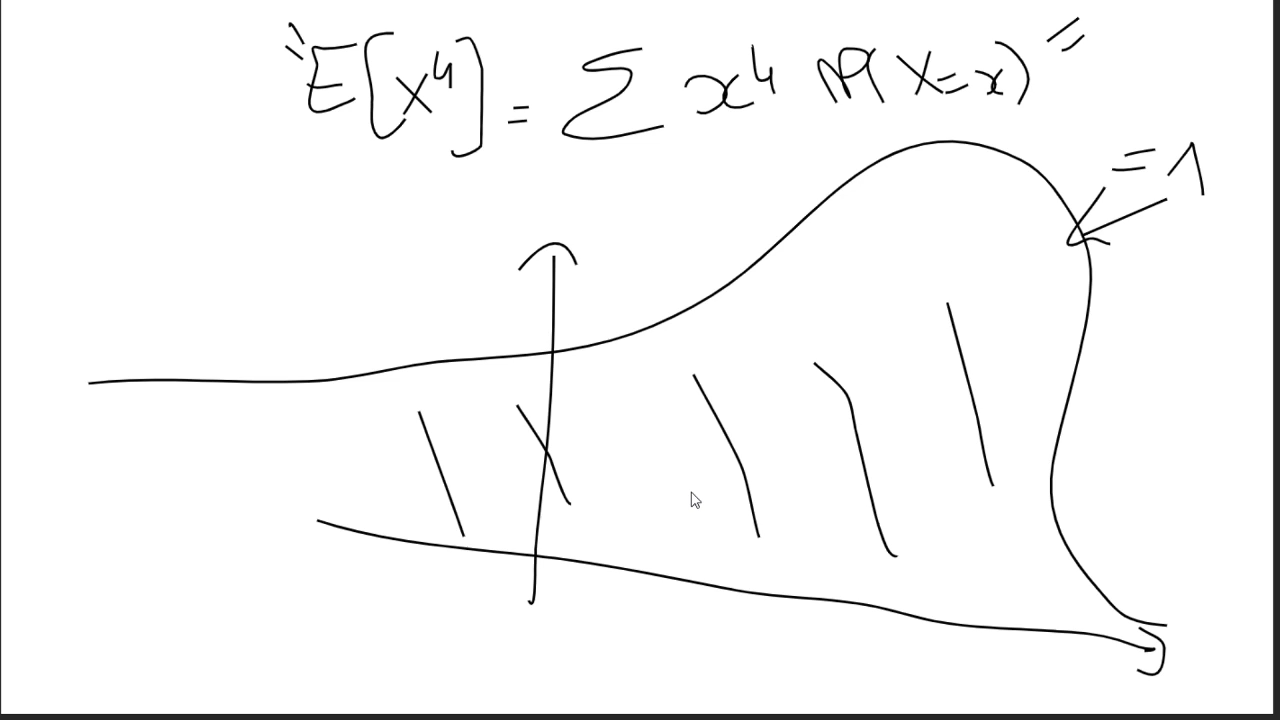 "E[X⁴] = ∑ x⁴ P(X=x)"
= 1